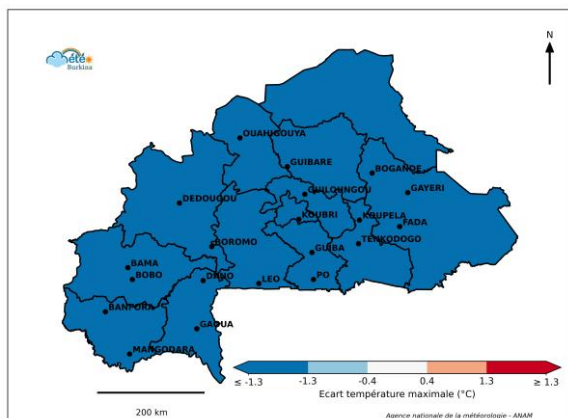 N
Météo
Burkina
OUAHIGOUYA
GUIBARE
BOGANDE
GUILOUNGOU
GAYERI
DEDOUGOU
KOUBRI
KOUPELA
FADA
BOROMO
TENKODOGO
GUIBA
BAMA
BOBO
DANO
LEO
PO
BANFORA
GAOUA
MANGODARA
≤ -1.3
-1.3
-0.4
0.4
1.3
≥ 1.3
Ecart température maximale (°C)
200 km
Agence nationale de la météorologie - ANAM